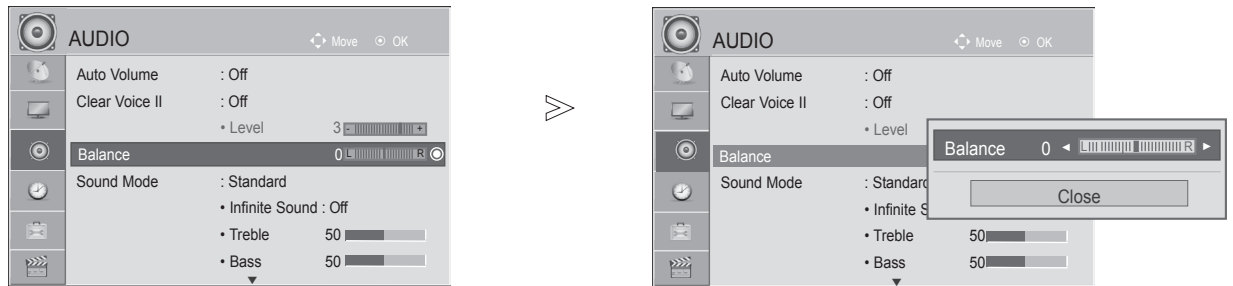 AUDIO Move OK
Auto Volume : Off
Clear Voice II : Off
• Level 3 - +
Balance 0 L R
Sound Mode : Standard
• Infinite Sound : Off
• Treble 50
• Bass 50
AUDIO Move OK
Auto Volume : Off
Clear Voice II : Off
• Level
Balance
Sound Mode : Standard
• Infinite S
• Treble 50
• Bass 50
Balance 0 L R
Close